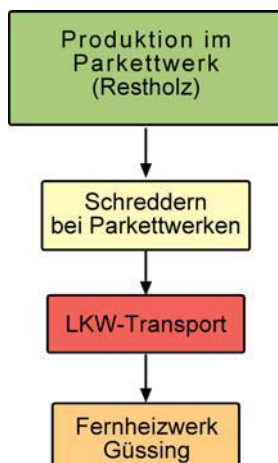 Produktion im
Parkettwerk
(Restholz)
Schreddern
bei Parkettwerken
LKW-Transport
Fernheizwerk
Güssing